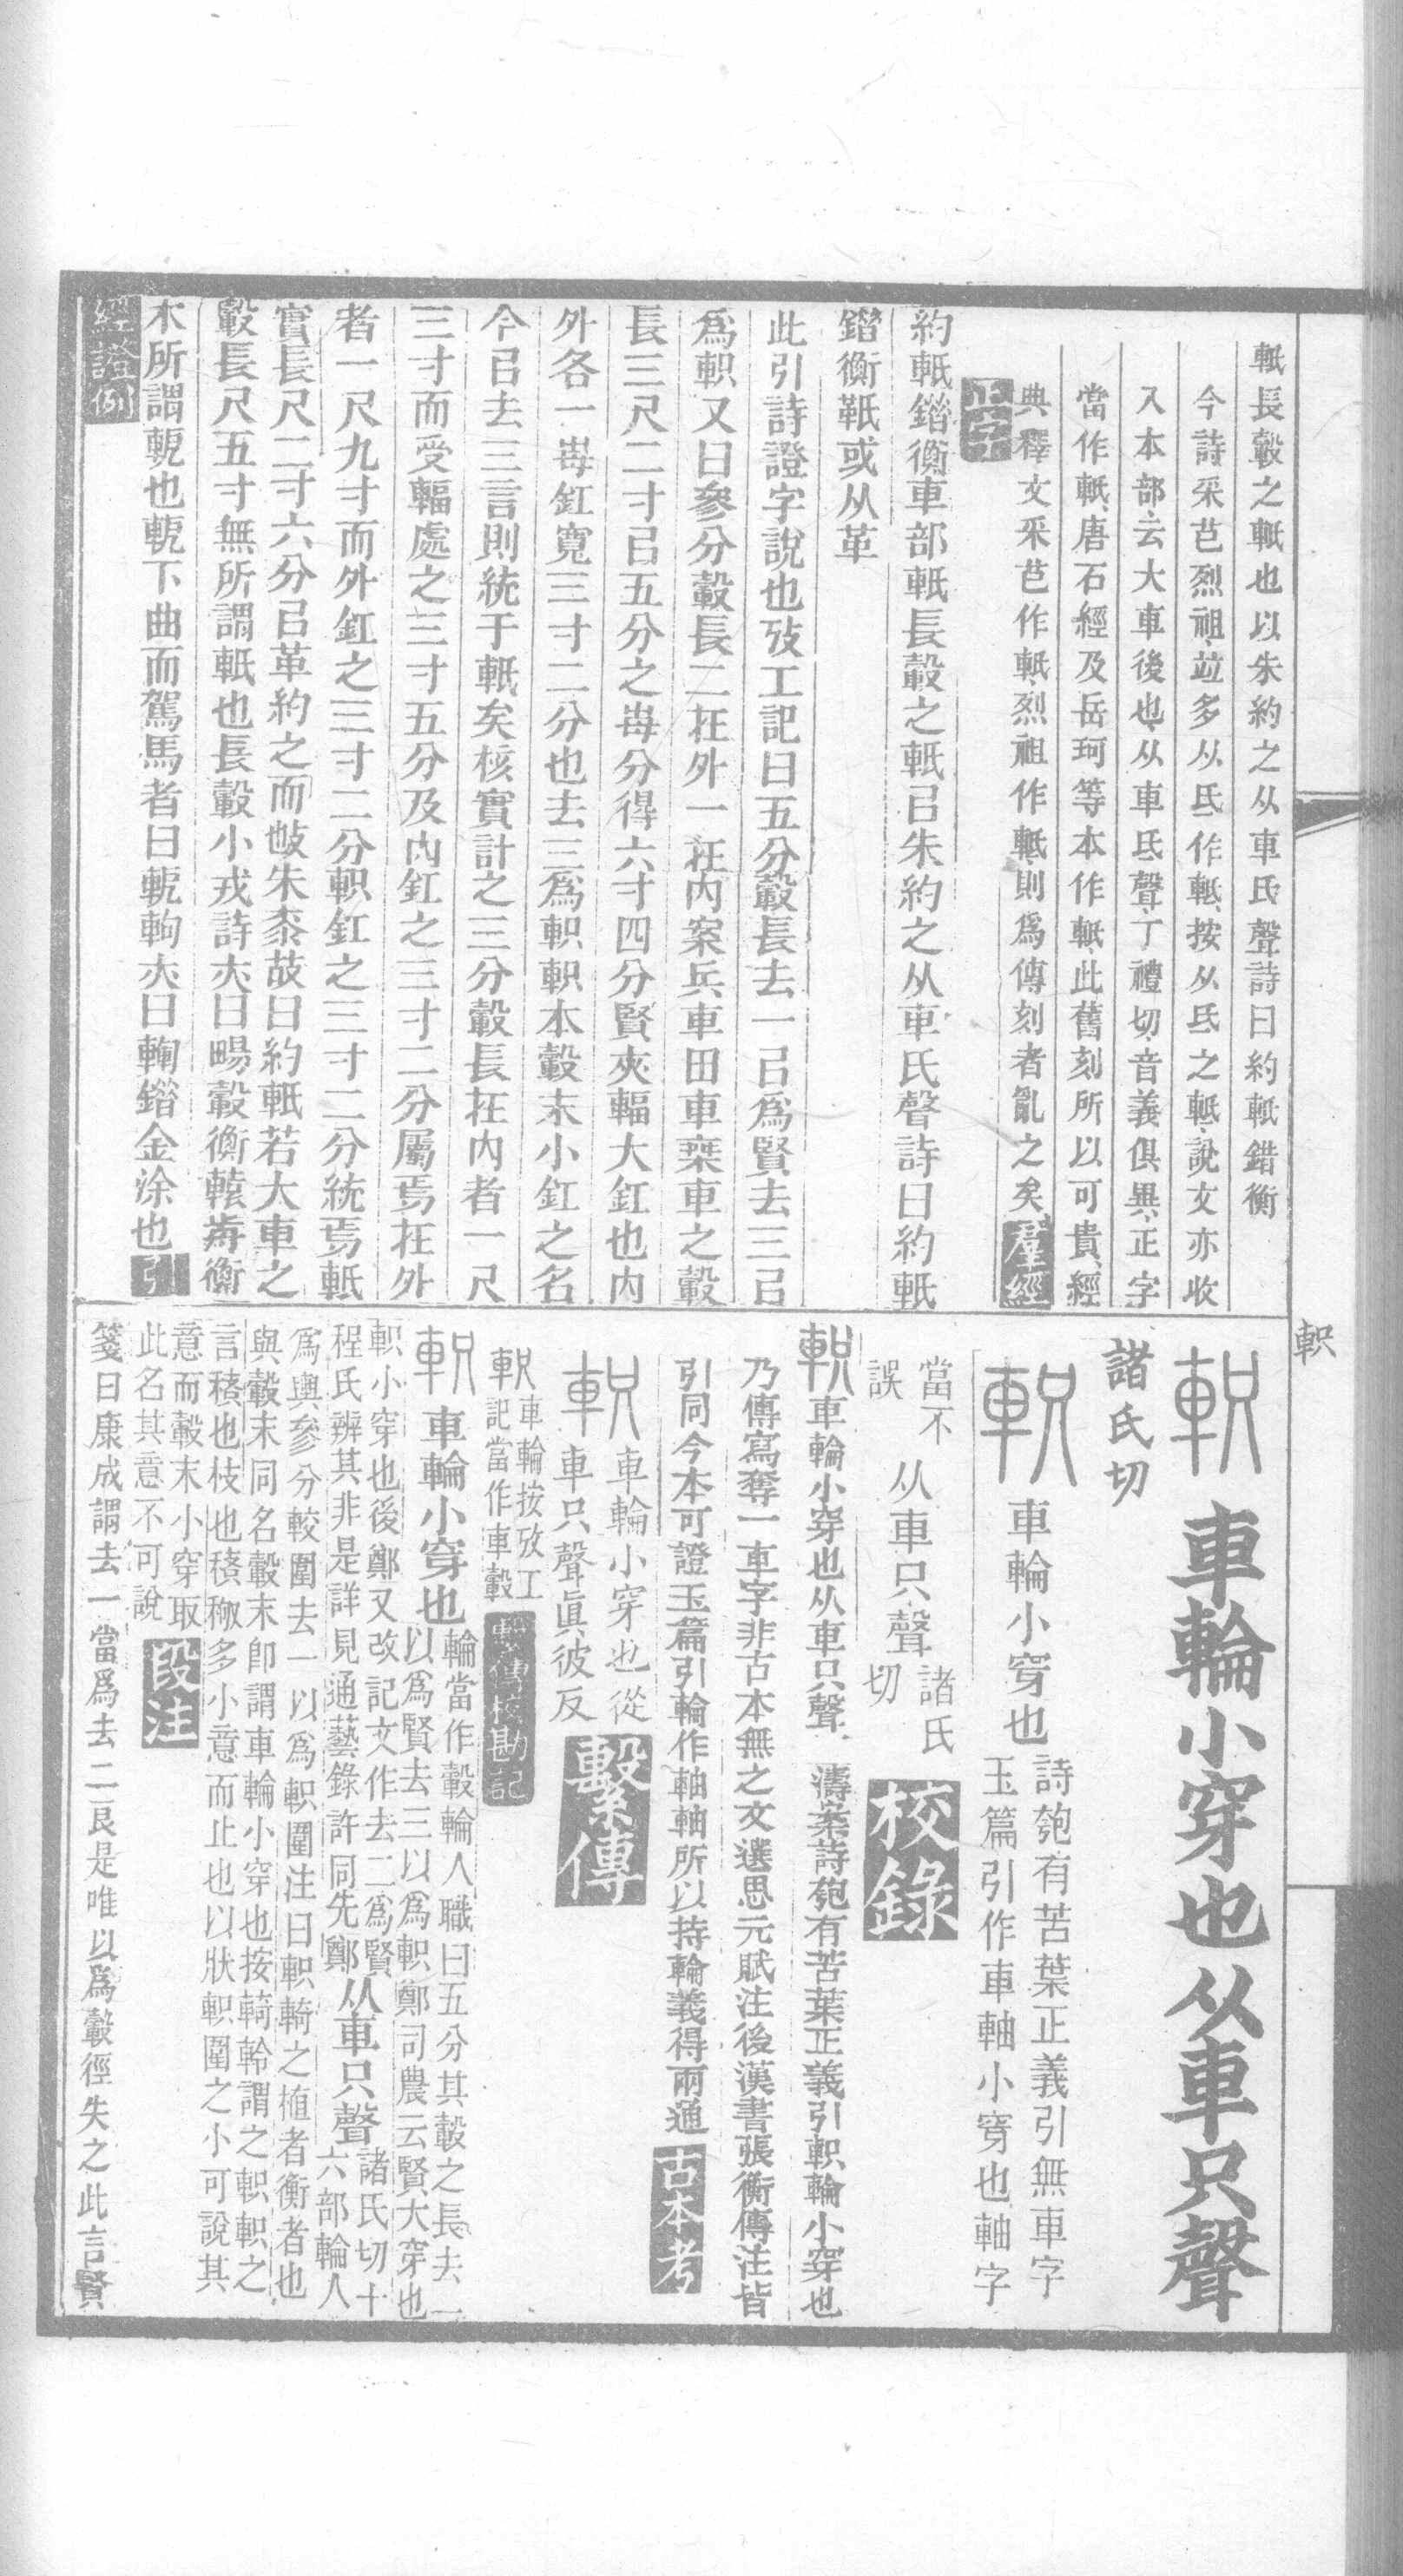 軝長轂之軝也以朱約之从車氏聲詩曰約軝錯衡
今詩采芑烈祖竝多从氐作軧按从氐之軧說文亦收
入本部云大車後也从車氐聲丁禮切音義俱異正字
當作軝唐石經及岳珂等本作軝此舊刻所以可貴經
典釋文采芑作軝烈祖作軧則爲傳刻者亂之矣羣經
正字
約軝鐕衡車部軝長轂之軝㠯朱約之从車氏聲詩曰約軝
鐕衡軝或从革
此引詩證字說也攷工記曰五分轂長去一㠯爲賢去三㠯
爲軹又曰參分轂長二在外一在内案兵車田車椉車之轂
長三尺二寸㠯五分之每分得六寸四分賢夾輻大釭也内
外各一每釭寬三寸二分也去三爲軹軹本轂末小釭之名
今㠯去三言則統于軝矣核實計之三分轂長在内者一尺
三寸而受輻處之三寸五分及内釭之三寸二分屬焉在外
者一尺九寸而外釭之三寸二分軹釭之三寸二分統焉軝
實長尺二寸六分㠯革約之而㪒朱桼故曰約軝若大車之
轂長尺五寸無所謂軝也長轂小戎詩亦曰暢轂衡轅耑衡
木所謂軶也軶下曲而駕馬者曰軶軥亦曰輈鐕金涂也引
經證例
軹
軹車輪小穿也从車只聲
諸氏切
軹車輪小穿也詩匏有苦葉正義引無車字
玉篇引作車軸小穿也軸字
當不
誤
从車只聲諸氏
切
校錄
軹車輪小穿也从車只聲 濤案詩匏有苦葉正義引軹輪小穿也
乃傳寫奪一車字非古本無之文選思元賦注後漢書張衡傳注皆
引同今本可證玉篇引輪作軸軸所以持輪義得兩通古本考
軹車輪小穿也從
車只聲眞彼反繫傳
軹車輪按攷工
記當作車轂繫傳校勘記
軹車輪小穿也輪當作轂輪人職曰五分其轂之長去一
以爲賢去三以爲軹鄭司農云賢大穿也
軹小穿也後鄭又改記文作去二爲賢
程氏辨其非是詳見通藝錄許同先鄭从車只聲諸氏切十
六部輪人
爲輿參分較圍去一以爲軹圍注曰軹輢之植者衡者也
與轂末同名轂末卽謂車輪小穿也按輢軨謂之軹軹之
言䅩也枝也䅩䅳多小意而止也以狀軹圍之小可說其
意而轂末小穿取
此名其意不可說段注
箋曰康成謂去一當爲去二良是唯以爲轂徑失之此言賢